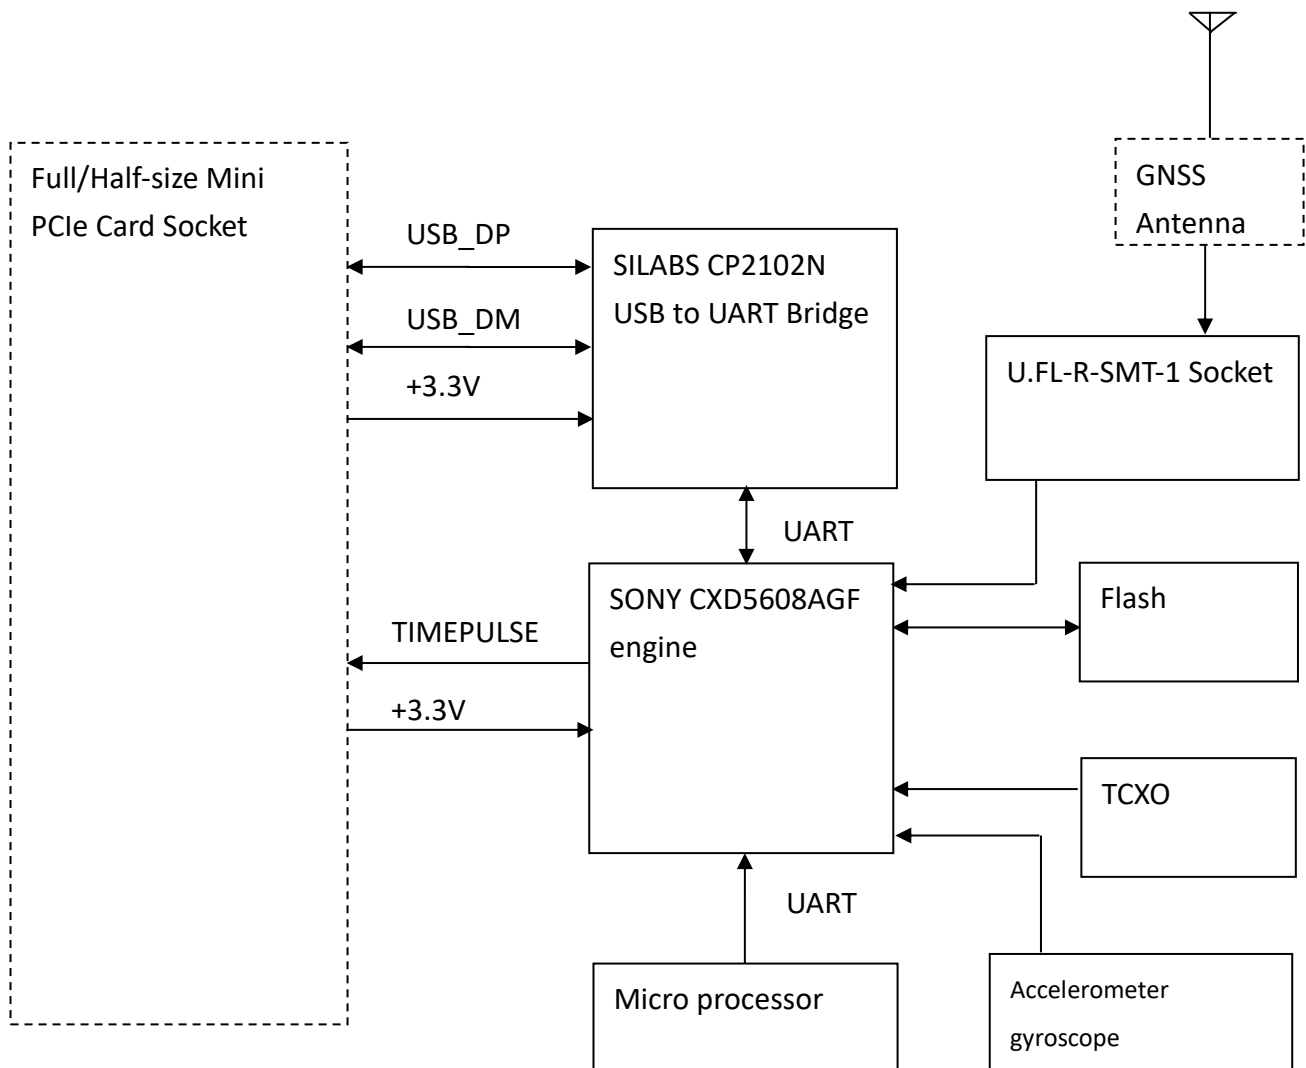 Full/Half-size Mini
PCIe Card Socket
USB_DP
USB_DM
+3.3V
SILABS CP2102N
USB to UART Bridge
GNSS
Antenna
U.FL-R-SMT-1 Socket
UART
TIMEPULSE
+3.3V
SONY CXD5608AGF
engine
Flash
TCXO
UART
Micro processor
Accelerometer
gyroscope